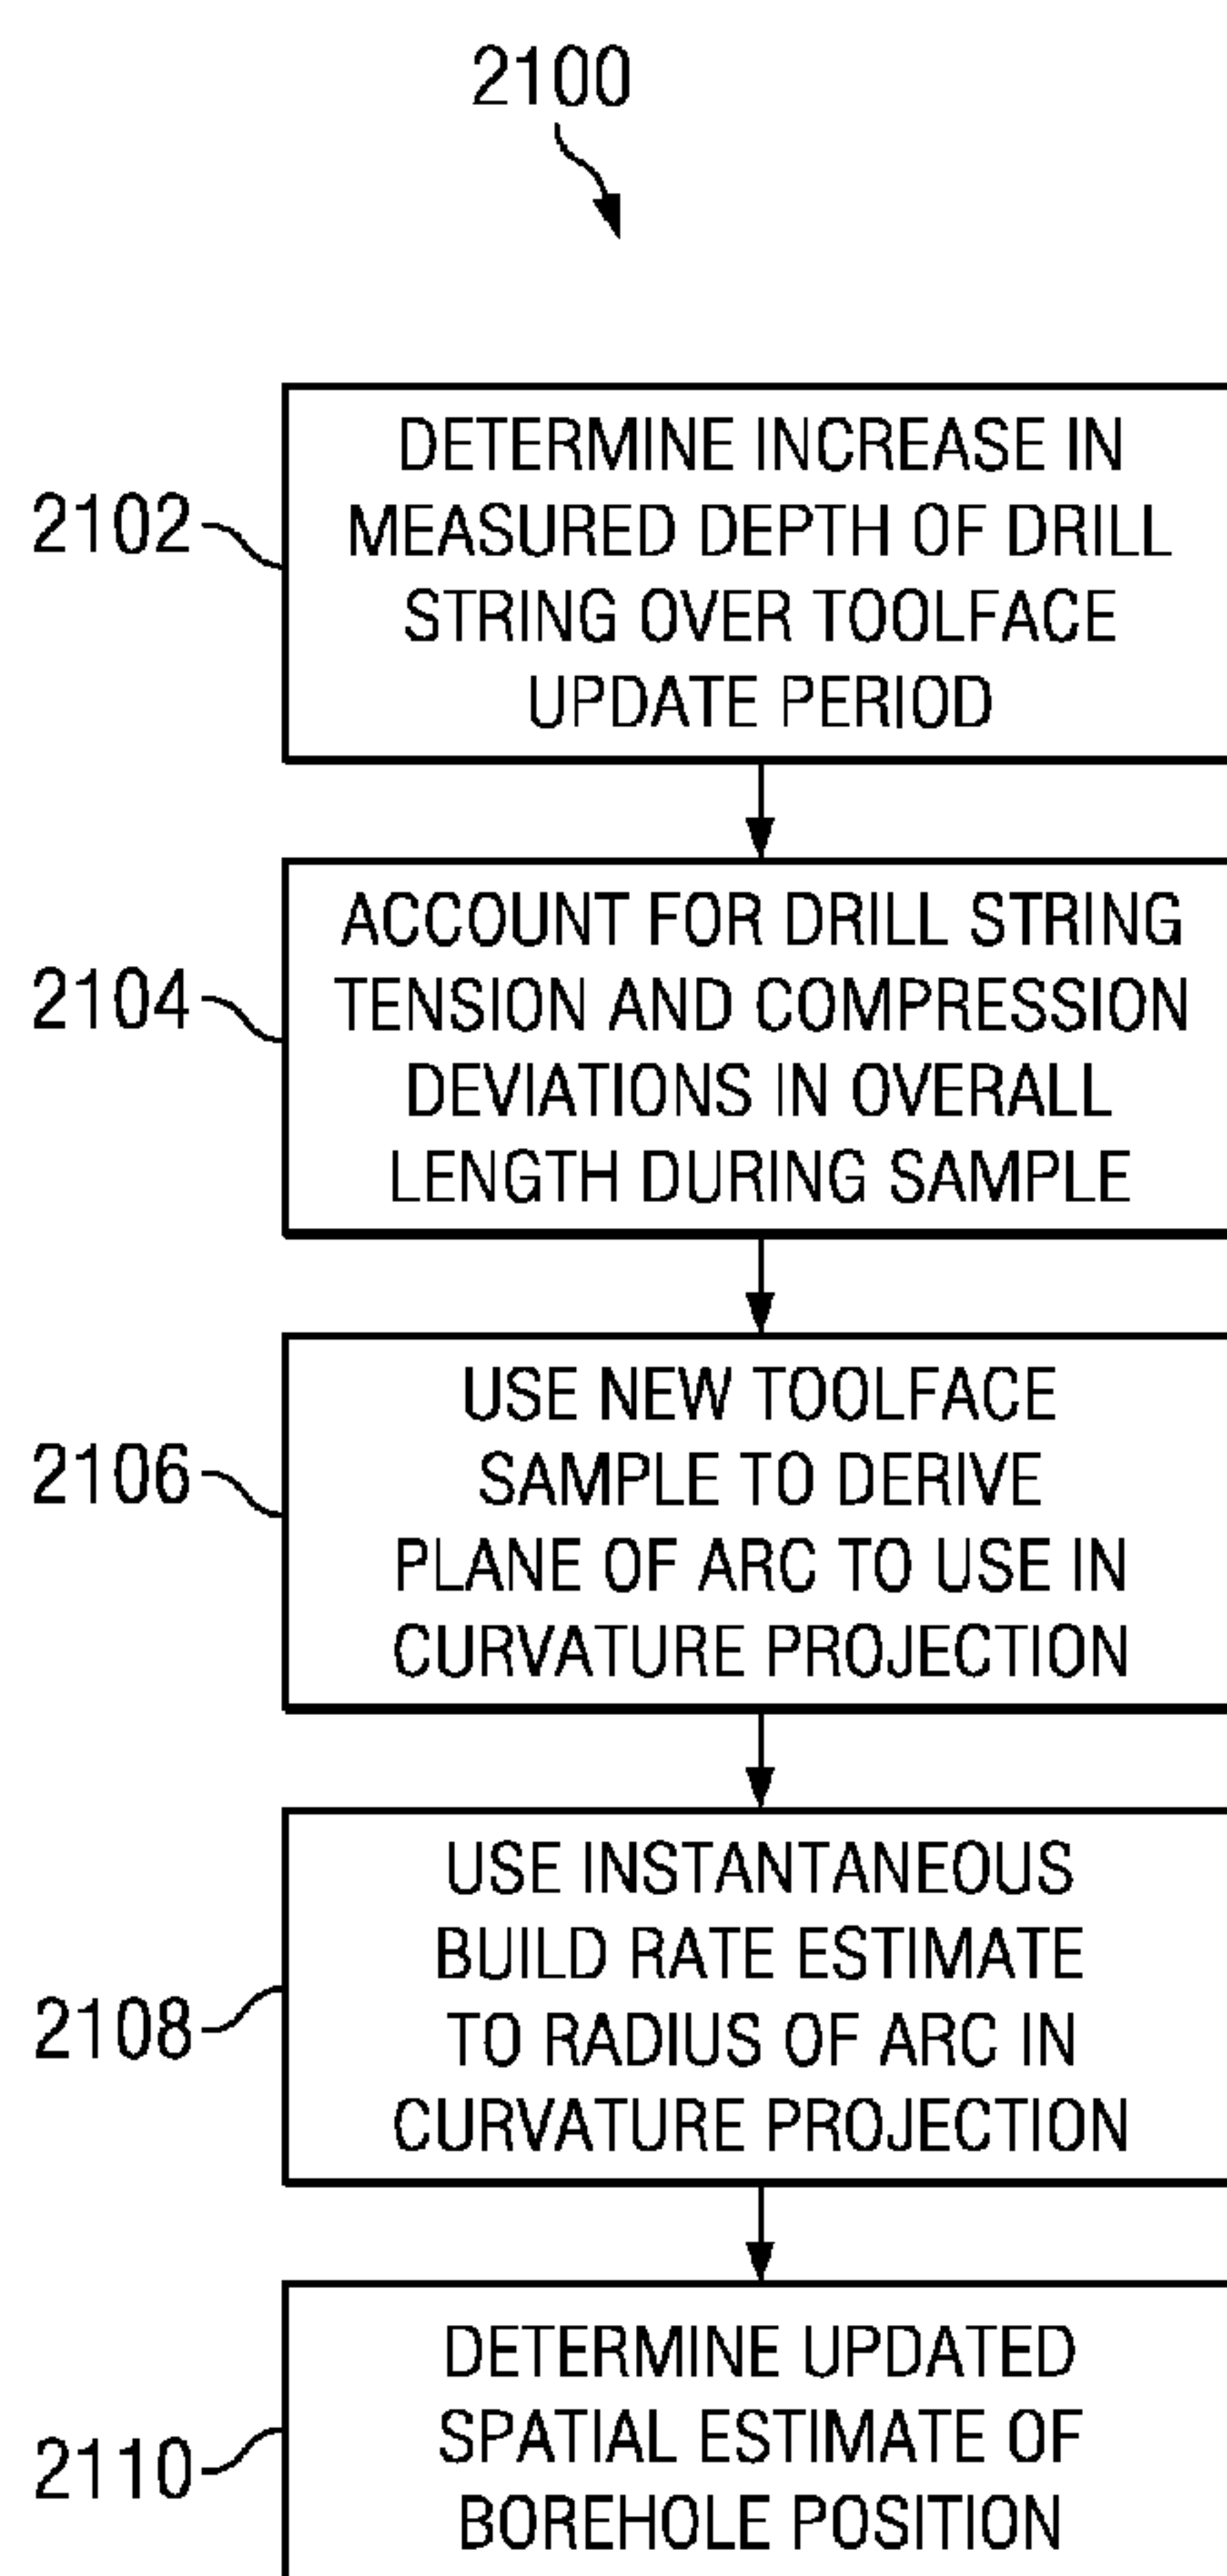 2100
2102
DETERMINE INCREASE IN
MEASURED DEPTH OF DRILL
STRING OVER TOOLFACE
UPDATE PERIOD
2104
ACCOUNT FOR DRILL STRING
TENSION AND COMPRESSION
DEVIATIONS IN OVERALL
LENGTH DURING SAMPLE
2106
USE NEW TOOLFACE
SAMPLE TO DERIVE
PLANE OF ARC TO USE IN
CURVATURE PROJECTION
2108
USE INSTANTANEOUS
BUILD RATE ESTIMATE
TO RADIUS OF ARC IN
CURVATURE PROJECTION
2110
DETERMINE UPDATED
SPATIAL ESTIMATE OF
BOREHOLE POSITION